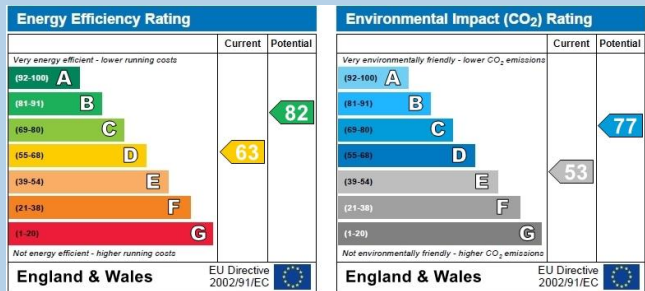 Energy Efficiency Rating
Current Potential
Very energy efficient - lower running costs
(92-100) A
(81-91) B
(69-80) C
(55-68) D
(39-54) E
(21-38) F
(1-20) G
63
82
Not energy efficient - higher running costs
England & Wales
EU Directive
2002/91/EC
Environmental Impact (CO₂) Rating
Current Potential
Very environmentally friendly - lower CO₂ emissions
(92-100) A
(81-91) B
(69-80) C
(55-68) D
(39-54) E
(21-38) F
(1-20) G
53
77
Not environmentally friendly - higher CO₂ emissions
England & Wales
EU Directive
2002/91/EC